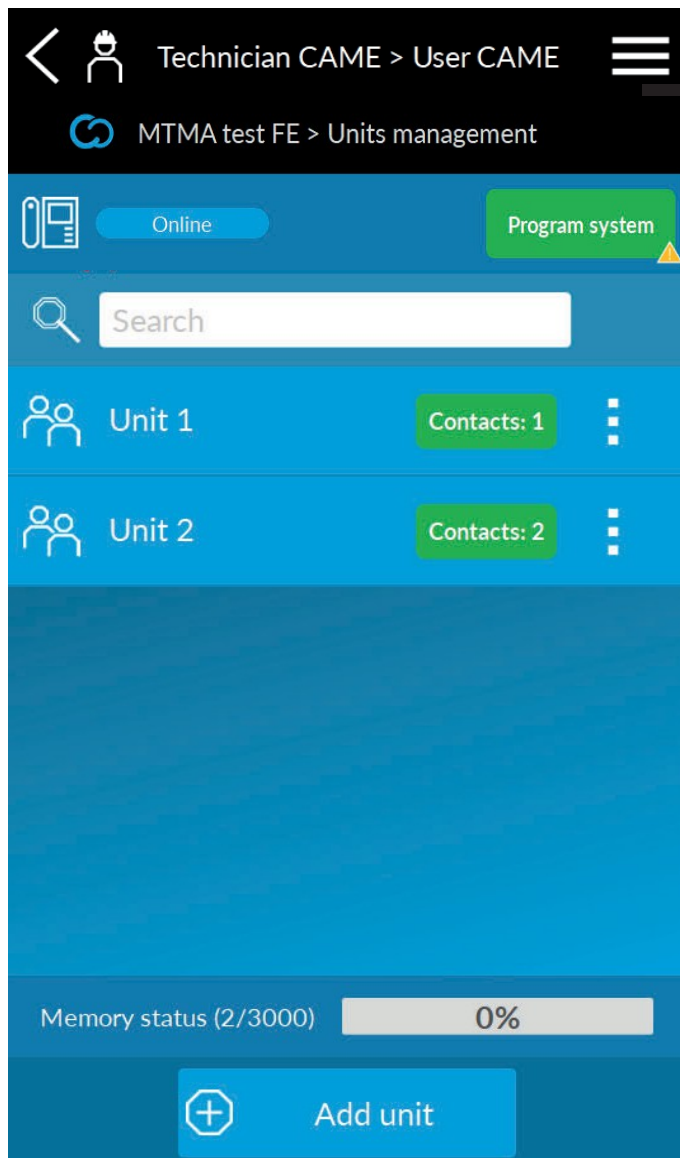 Technician CAME > User CAME
MTMA test FE > Units management
Online
Program system
Search
Unit 1 Contacts: 1
Unit 2 Contacts: 2
Memory status (2/3000) 0%
Add unit